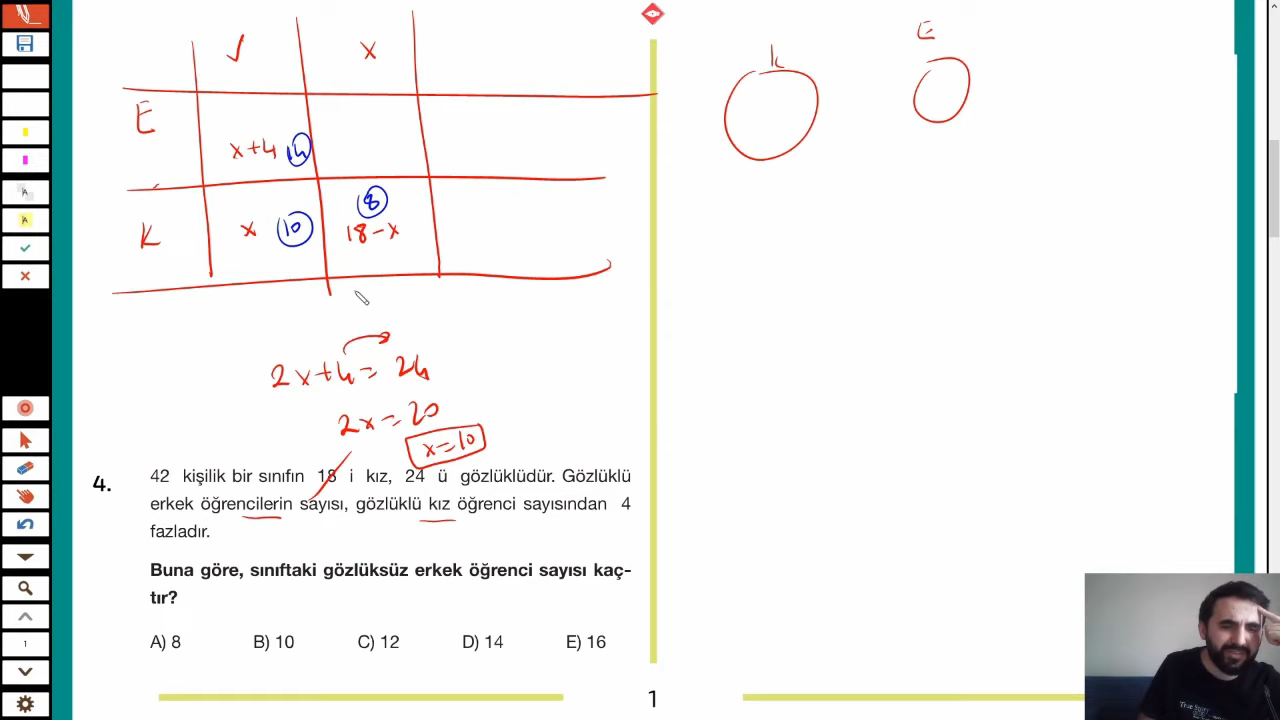 ✓ x
K E
E x+4 14
8
K x 10 18-x
2x+4=24
2x=20
x=10
4. 42 kişilik bir sınıfın 18 i kız, 24 ü gözlüklüdür. Gözlüklü
erkek öğrencilerin sayısı, gözlüklü kız öğrenci sayısından 4
fazladır.
Buna göre, sınıftaki gözlüksüz erkek öğrenci sayısı kaç-
tır?
A) 8 B) 10 C) 12 D) 14 E) 16
1